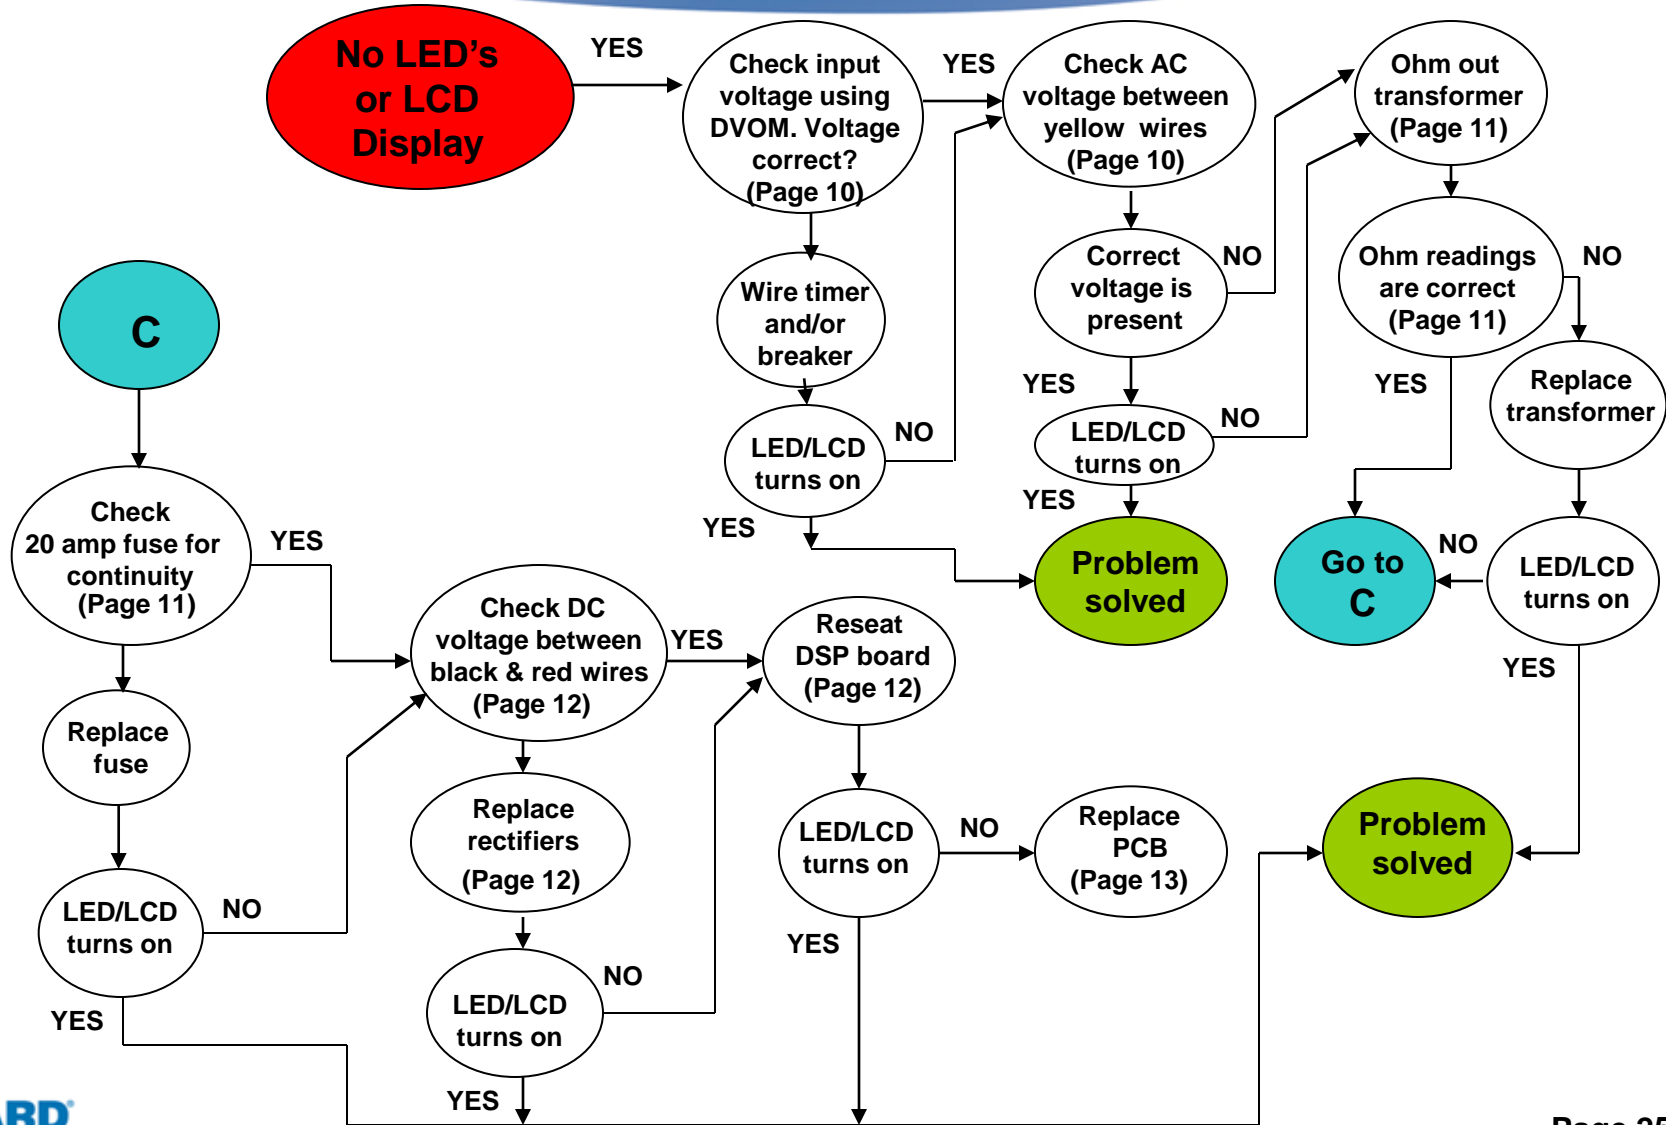 No LED's
or LCD
Display
YES
Check input
voltage using
DVOM. Voltage
correct?
(Page 10)
YES
Check AC
voltage between
yellow wires
(Page 10)
Ohm out
transformer
(Page 11)
Wire timer
and/or
breaker
Correct
voltage is
present
NO
Ohm readings
are correct
(Page 11)
NO
YES
YES
Replace
transformer
LED/LCD
turns on
NO
YES
LED/LCD
turns on
NO
YES
Problem
solved
Go to
C
NO
LED/LCD
turns on
YES
C
Check
20 amp fuse for
continuity
(Page 11)
YES
Replace
fuse
LED/LCD
turns on
NO
YES
Check DC
voltage between
black & red wires
(Page 12)
YES
Replace
rectifiers
(Page 12)
LED/LCD
turns on
NO
YES
Reseat
DSP board
(Page 12)
LED/LCD
turns on
NO
YES
Replace
PCB
(Page 13)
Problem
solved
ARD®
Page 25